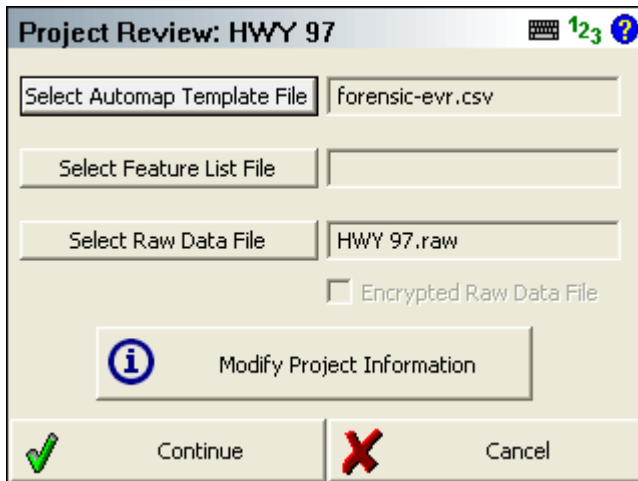 Project Review: HWY 97
123
?
Select Automap Template File
forensic-evr.csv
Select Feature List File
Select Raw Data File
HWY 97.raw
Encrypted Raw Data File
i
Modify Project Information
Continue
Cancel